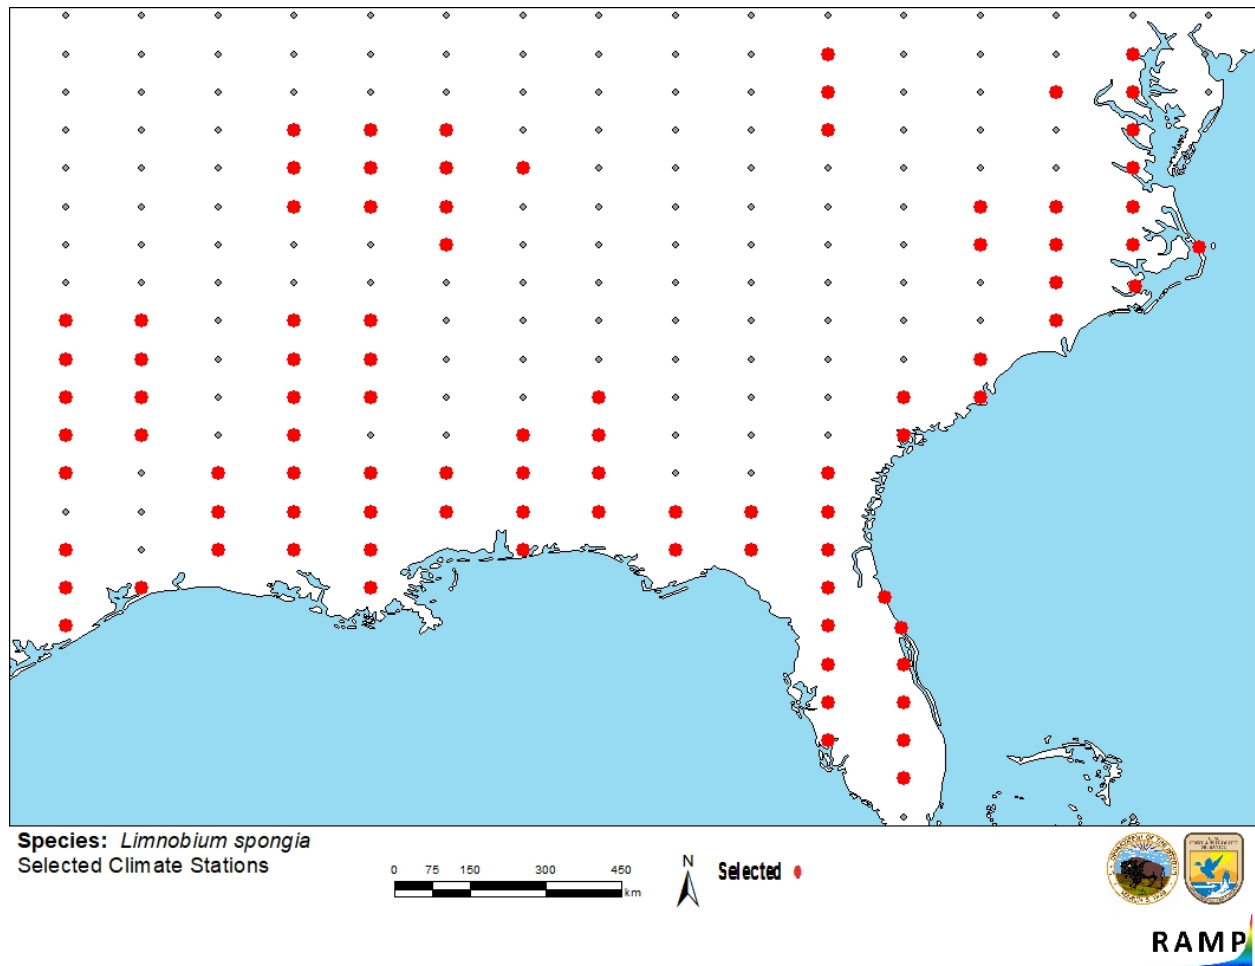 Species: Limnobium spongia
Selected Climate Stations
0 75 150 300 450
km
N
Selected
RAMP